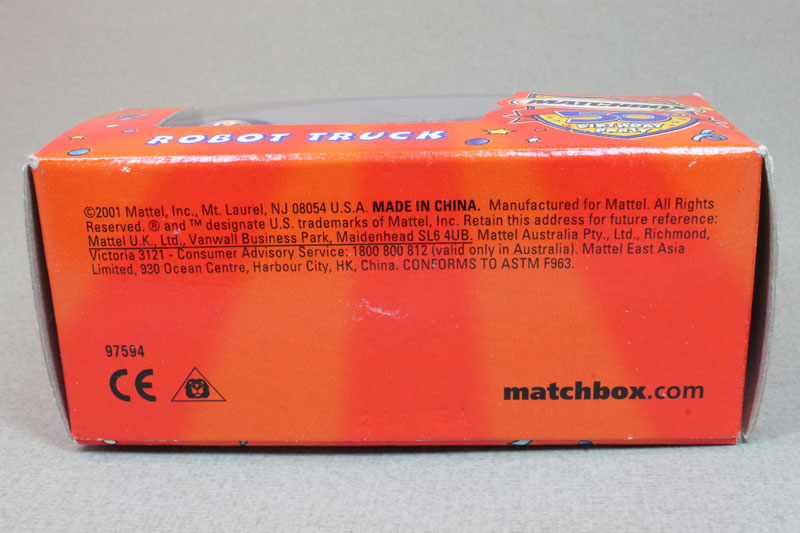 MATCHBOX
50
BIRTHDAY
PARTY
ROBOT TRUCK
©2001 Mattel, Inc., Mt. Laurel, NJ 08054 U.S.A. MADE IN CHINA. Manufactured for Mattel. All Rights
Reserved. ® and ™ designate U.S. trademarks of Mattel, Inc. Retain this address for future reference:
Mattel U.K., Ltd., Vanwall Business Park, Maidenhead SL6 4UB. Mattel Australia Pty., Ltd., Richmond,
Victoria 3121 - Consumer Advisory Service: 1800 800 812 (valid only in Australia). Mattel East Asia
Limited, 930 Ocean Centre, Harbour City, HK, China. CONFORMS TO ASTM F963.
97594
CE
matchbox.com